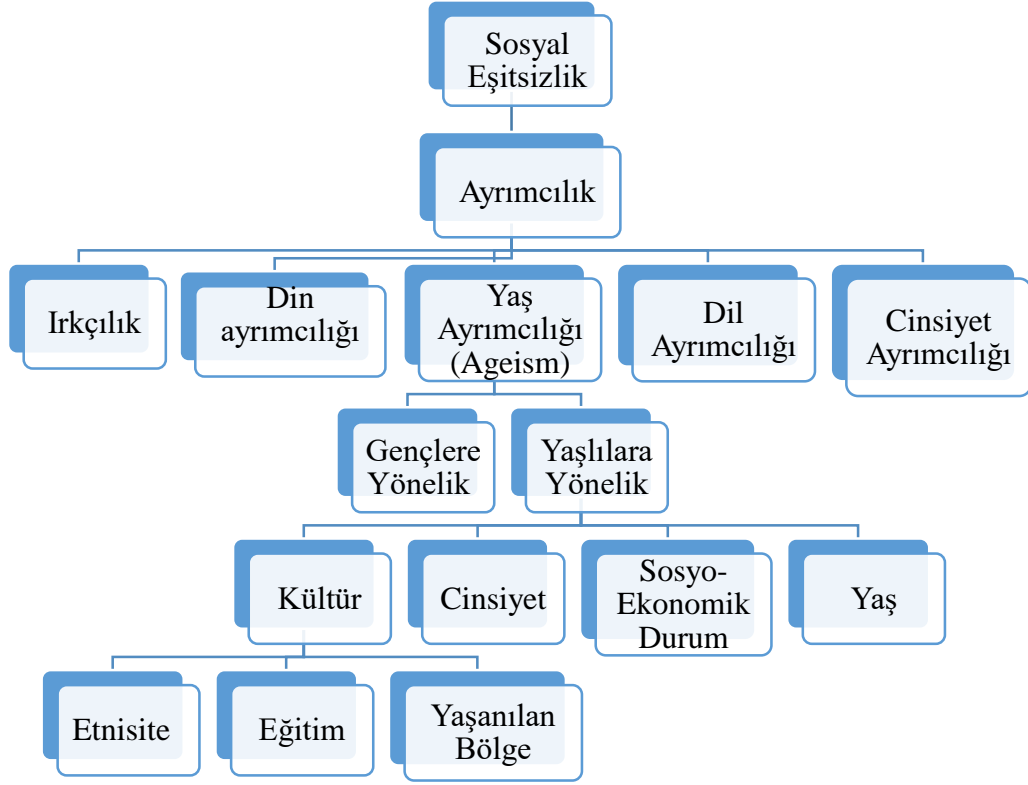 Sosyal
Eşitsizlik
Ayrımcılık
Irkçılık
Din
ayrımcılığı
Yaş
Ayrımcılığı
(Ageism)
Dil
Ayrımcılığı
Cinsiyet
Ayrımcılığı
Gençlere
Yönelik
Yaşlılara
Yönelik
Kültür
Cinsiyet
Sosyo-
Ekonomik
Durum
Yaş
Etnisite
Eğitim
Yaşanılan
Bölge